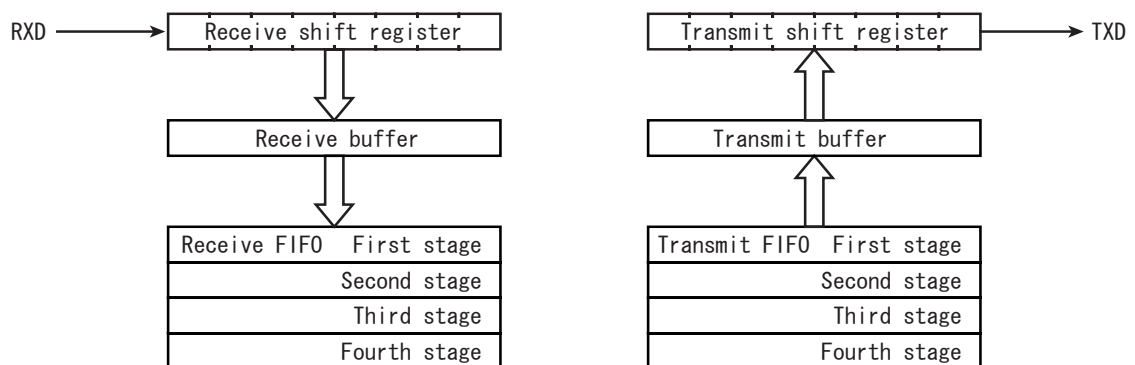 RXD
Receive shift register
Receive buffer
Receive FIFO First stage
Second stage
Third stage
Fourth stage
Transmit shift register
TXD
Transmit buffer
Transmit FIFO First stage
Second stage
Third stage
Fourth stage